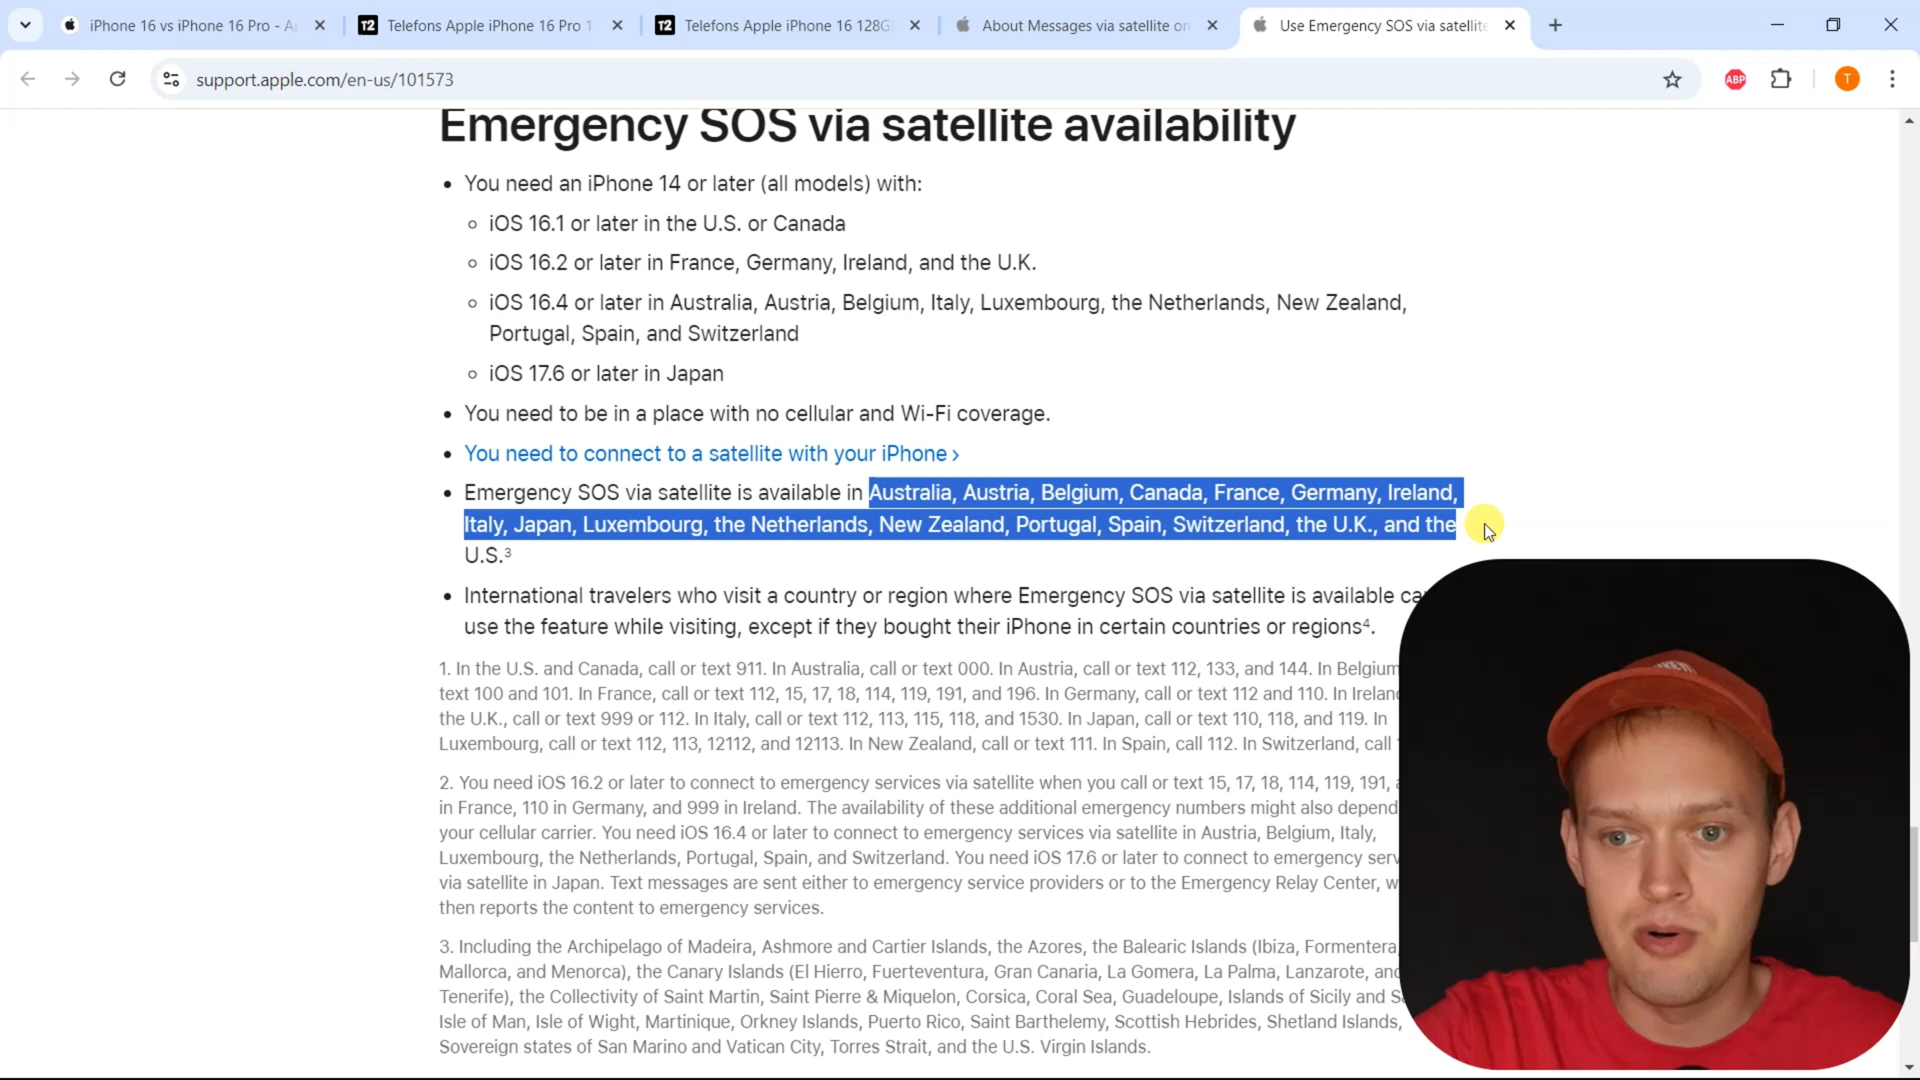 iPhone 16 vs iPhone 16 Pro - Ap
T2 Telefons Apple iPhone 16 Pro 1
T2 Telefons Apple iPhone 16 128G
About Messages via satellite on
Use Emergency SOS via satellite
support.apple.com/en-us/101573
ABP
T
Emergency SOS via satellite availability
• You need an iPhone 14 or later (all models) with:
◦ iOS 16.1 or later in the U.S. or Canada
◦ iOS 16.2 or later in France, Germany, Ireland, and the U.K.
◦ iOS 16.4 or later in Australia, Austria, Belgium, Italy, Luxembourg, the Netherlands, New Zealand,
Portugal, Spain, and Switzerland
◦ iOS 17.6 or later in Japan
• You need to be in a place with no cellular and Wi-Fi coverage.
• You need to connect to a satellite with your iPhone ›
• Emergency SOS via satellite is available in Australia, Austria, Belgium, Canada, France, Germany, Ireland,
Italy, Japan, Luxembourg, the Netherlands, New Zealand, Portugal, Spain, Switzerland, the U.K., and the
U.S.³
• International travelers who visit a country or region where Emergency SOS via satellite is available
use the feature while visiting, except if they bought their iPhone in certain countries or regions⁴.
1. In the U.S. and Canada, call or text 911. In Australia, call or text 000. In Austria, call or text 112, 133, and 144. In Belgium
text 100 and 101. In France, call or text 112, 15, 17, 18, 114, 119, 191, and 196. In Germany, call or text 112 and 110. In Ireland
the U.K., call or text 999 or 112. In Italy, call or text 112, 113, 115, 118, and 1530. In Japan, call or text 110, 118, and 119. In
Luxembourg, call or text 112, 113, 12112, and 12113. In New Zealand, call or text 111. In Spain, call 112. In Switzerland, call
2. You need iOS 16.2 or later to connect to emergency services via satellite when you call or text 15, 17, 18, 114, 119, 191,
in France, 110 in Germany, and 999 in Ireland. The availability of these additional emergency numbers might also depend
your cellular carrier. You need iOS 16.4 or later to connect to emergency services via satellite in Austria, Belgium, Italy,
Luxembourg, the Netherlands, Portugal, Spain, and Switzerland. You need iOS 17.6 or later to connect to emergency serv
via satellite in Japan. Text messages are sent either to emergency service providers or to the Emergency Relay Center, w
then reports the content to emergency services.
3. Including the Archipelago of Madeira, Ashmore and Cartier Islands, the Azores, the Balearic Islands (Ibiza, Formentera,
Mallorca, and Menorca), the Canary Islands (El Hierro, Fuerteventura, Gran Canaria, La Gomera, La Palma, Lanzarote, and
Tenerife), the Collectivity of Saint Martin, Saint Pierre & Miquelon, Corsica, Coral Sea, Guadeloupe, Islands of Sicily and
Isle of Man, Isle of Wight, Martinique, Orkney Islands, Puerto Rico, Saint Barthelemy, Scottish Hebrides, Shetland Islands,
Sovereign states of San Marino and Vatican City, Torres Strait, and the U.S. Virgin Islands.